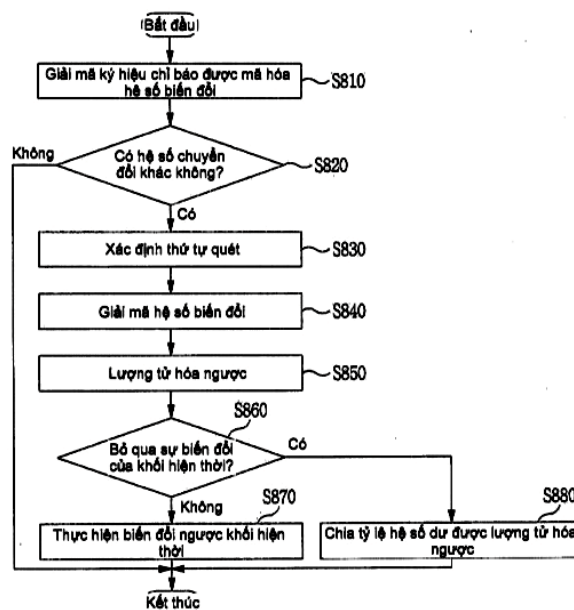 Bắt đầu
Giải mã ký hiệu chỉ báo được mã hóa
hệ số biến đổi
S810
Không
Có hệ số chuyển
đổi khác không?
S820
Có
Xác định thứ tự quét
S830
Giải mã hệ số biến đổi
S840
Lượng tử hóa ngược
S850
S860
Bỏ qua sự biến đổi
của khối hiện thời?
Có
Không
S870
S880
Thực hiện biến đổi ngược khối hiện
thời
Chia tỷ lệ hệ số dư được lượng tử hóa
ngược
Kết thúc